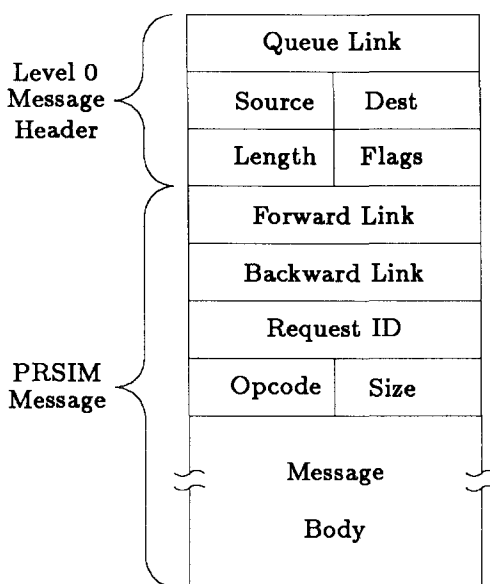 Queue Link
Level 0
Message
Header
Source Dest
Length Flags
Forward Link
Backward Link
Request ID
PRSIM
Message
Opcode Size
Message
Body